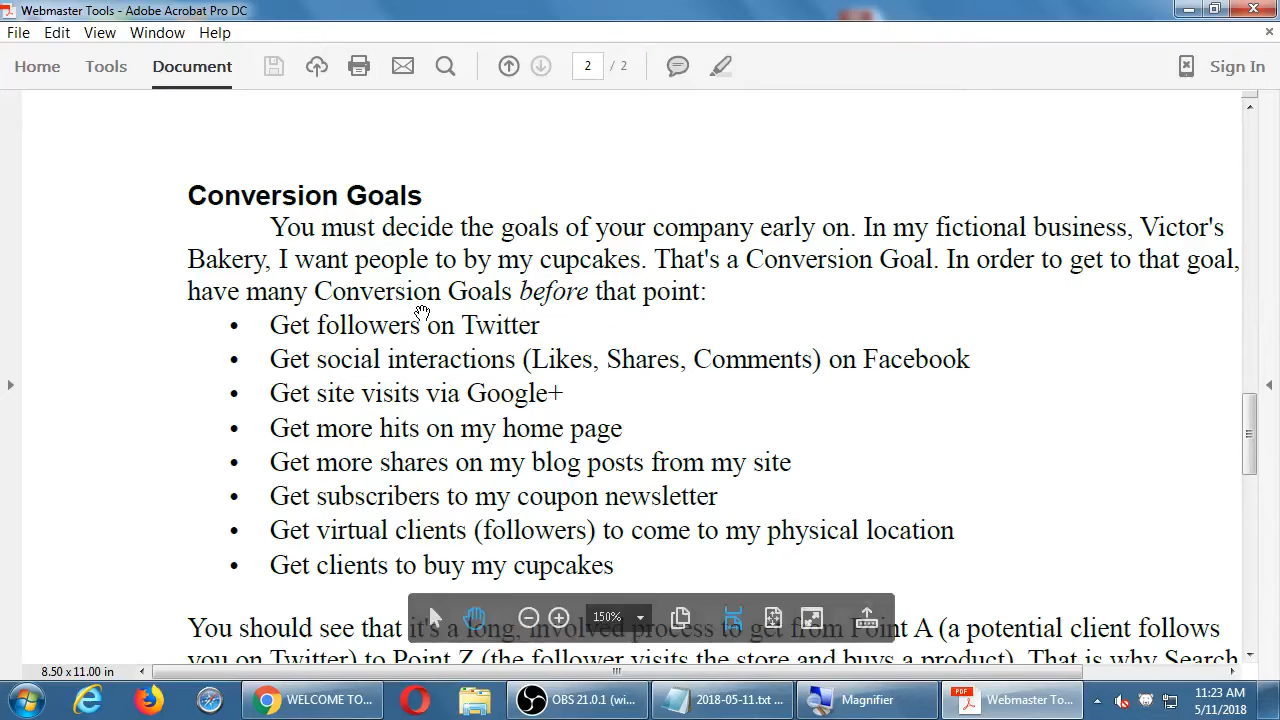 Webmaster Tools - Adobe Acrobat Pro DC
File Edit View Window Help
Home Tools Document 2 / 2 Sign In
Conversion Goals
You must decide the goals of your company early on. In my fictional business, Victor's
Bakery, I want people to by my cupcakes. That's a Conversion Goal. In order to get to that goal,
have many Conversion Goals before that point:
• Get followers on Twitter
• Get social interactions (Likes, Shares, Comments) on Facebook
• Get site visits via Google+
• Get more hits on my home page
• Get more shares on my blog posts from my site
• Get subscribers to my coupon newsletter
• Get virtual clients (followers) to come to my physical location
• Get clients to buy my cupcakes
150%
You should see that it's a long, involved process to get from Point A (a potential client follows
you on Twitter) to Point Z (the follower visits the store and buys a product). That is why Search
8.50 x 11.00 in
WELCOME TO... OBS 21.0.1 (wi... 2018-05-11.txt ... Magnifier PDF Webmaster To... 11:23 AM
5/11/2018